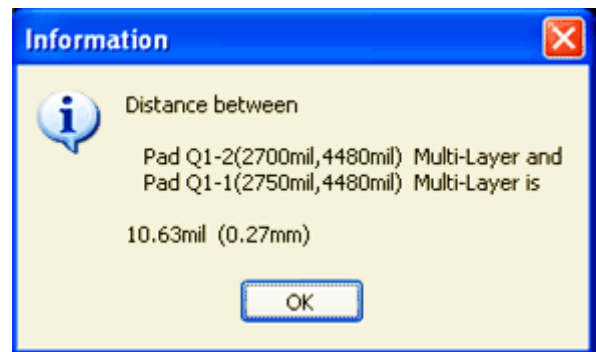 Information
Distance between
Pad Q1-2(2700mil,4480mil) Multi-Layer and
Pad Q1-1(2750mil,4480mil) Multi-Layer is
10.63mil (0.27mm)
OK